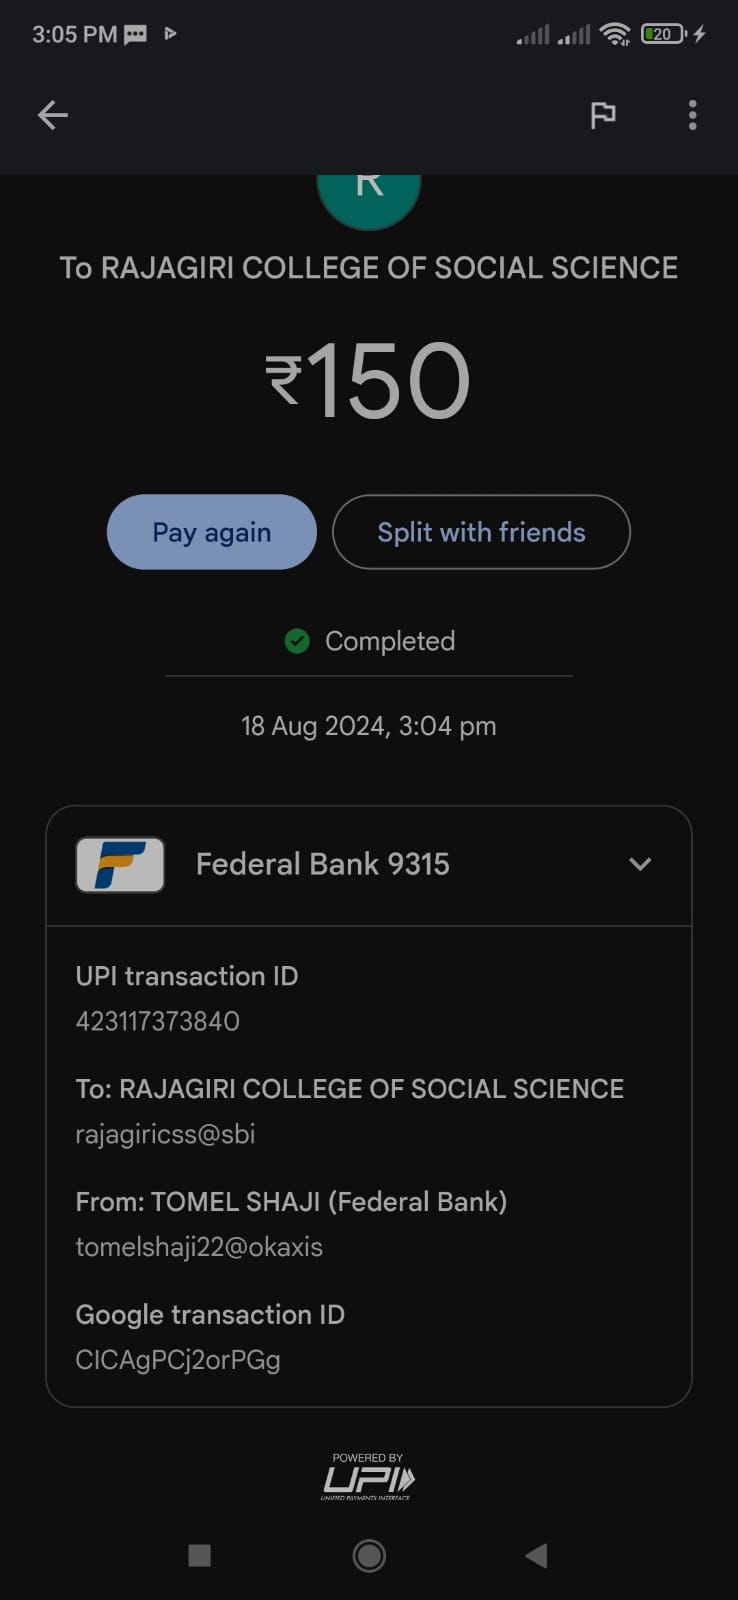 3:05 PM
20
R
To RAJAGIRI COLLEGE OF SOCIAL SCIENCE
₹150
Pay again
Split with friends
Completed
18 Aug 2024, 3:04 pm
Federal Bank 9315
UPI transaction ID
423117373840
To: RAJAGIRI COLLEGE OF SOCIAL SCIENCE
rajagiricss@sbi
From: TOMEL SHAJI (Federal Bank)
tomelshaji22@okaxis
Google transaction ID
CICAgPCj2orPGg
POWERED BY
UPI
UNIFIED PAYMENTS INTERFACE